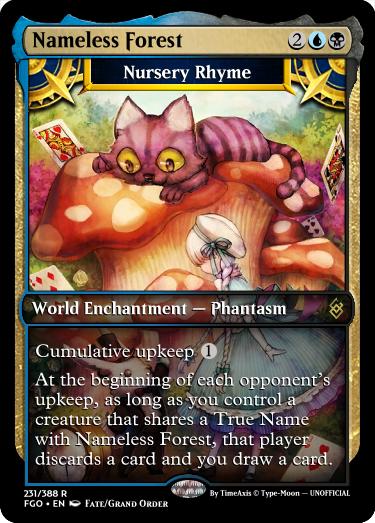 Nameless Forest 2
Nursery Rhyme
World Enchantment — Phantasm
Cumulative upkeep 1
At the beginning of each opponent's
upkeep, as long as you control a
creature that shares a True Name
with Nameless Forest, that player
discards a card and you draw a card.
231/388 R
FGO • EN Fate/Grand Order
By TimeAxis © Type-Moon — UNOFFICIAL